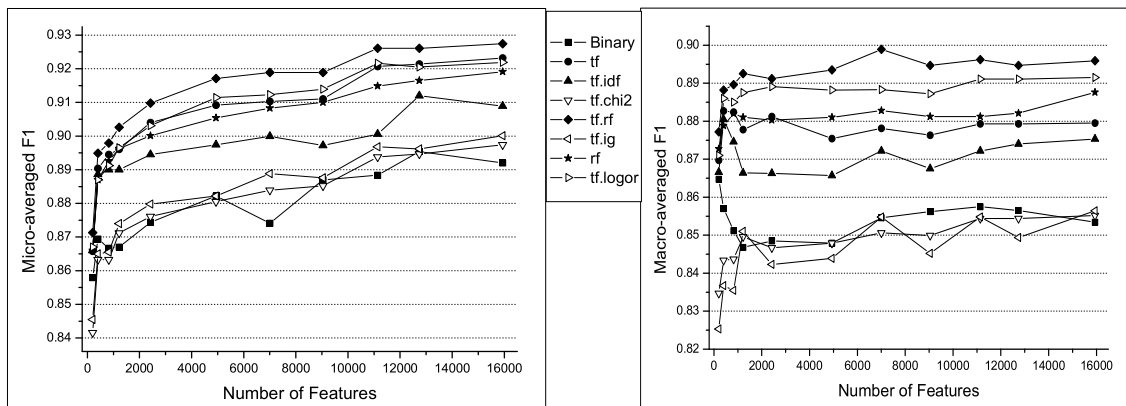 0.93
0.92
0.91
0.90
0.89
0.88
0.87
0.86
0.85
0.84
Micro-averaged F1
0 2000 4000 6000 8000 10000 12000 14000 16000
Number of Features
Binary
tf
tf.idf
tf.chi2
tf.rf
tf.ig
rf
tf.logor
0.90
0.89
0.88
0.87
0.86
0.85
0.84
0.83
0.82
Macro-averaged F1
0 2000 4000 6000 8000 10000 12000 14000 16000
Number of Features